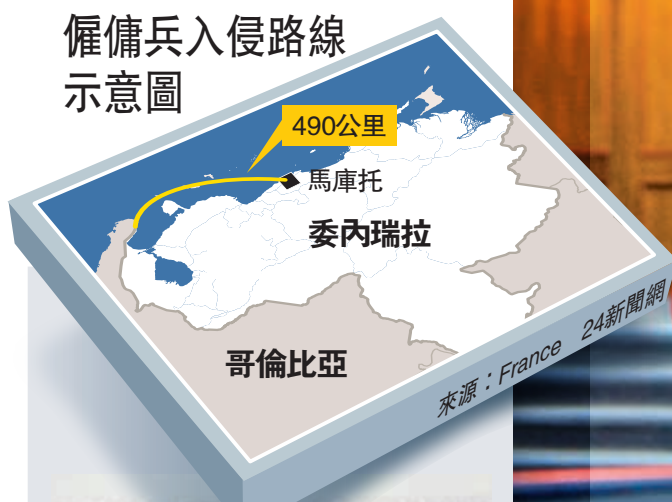 僱傭兵入侵路線
示意圖
490公里
馬庫托
委內瑞拉
哥倫比亞
來源：France 24新聞網